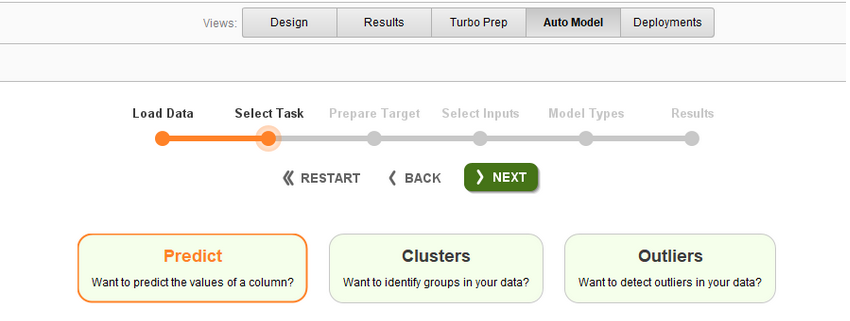 Views: Design Results Turbo Prep Auto Model Deployments
Load Data Select Task Prepare Target Select Inputs Model Types Results
RESTART BACK NEXT
Predict Clusters Outliers
Want to predict the values of a column? Want to identify groups in your data? Want to detect outliers in your data?